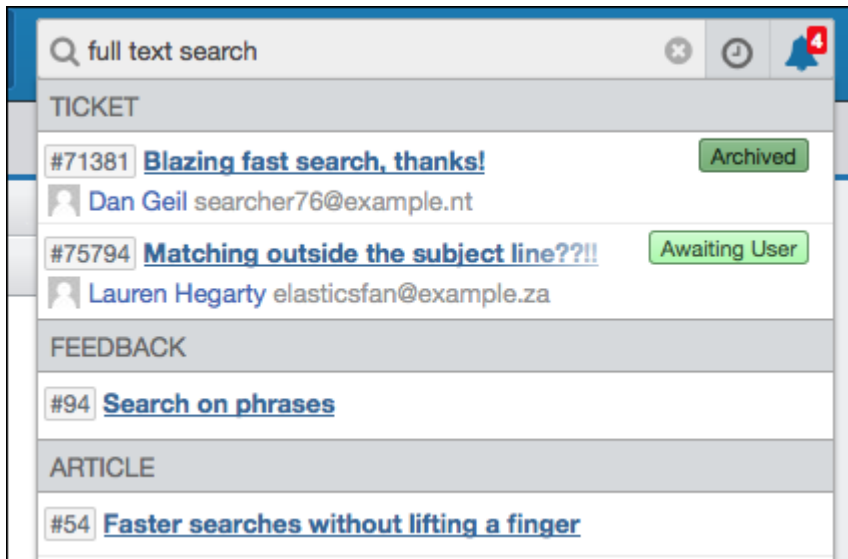 full text search
4
TICKET
#71381 Blazing fast search, thanks! Archived
Dan Geil searcher76@example.nt
#75794 Matching outside the subject line??!! Awaiting User
Lauren Hegarty elasticsfan@example.za
FEEDBACK
#94 Search on phrases
ARTICLE
#54 Faster searches without lifting a finger